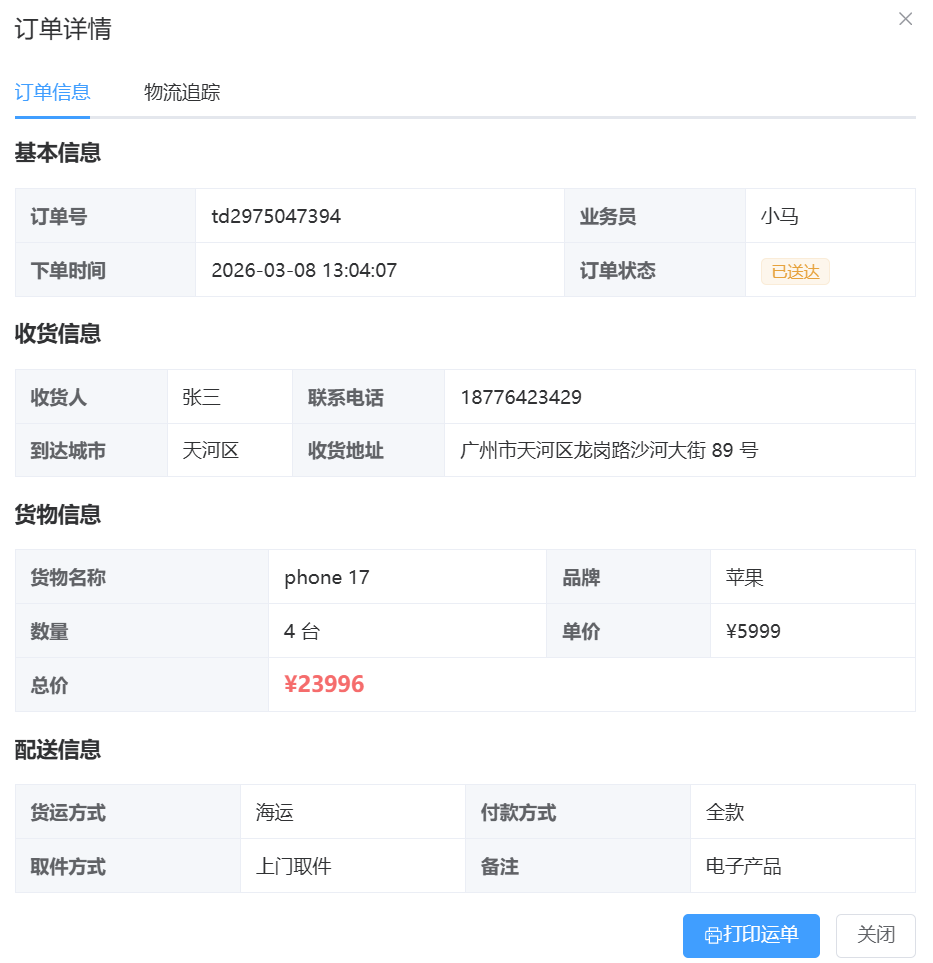 订单详情
订单信息 物流追踪
基本信息
订单号 td2975047394 业务员 小马
下单时间 2026-03-08 13:04:07 订单状态 已送达
收货信息
收货人 张三 联系电话 18776423429
到达城市 天河区 收货地址 广州市天河区龙岗路沙河大街 89 号
货物信息
货物名称 phone 17 品牌 苹果
数量 4 台 单价 ¥5999
总价 ¥23996
配送信息
货运方式 海运 付款方式 全款
取件方式 上门取件 备注 电子产品
打印运单 关闭